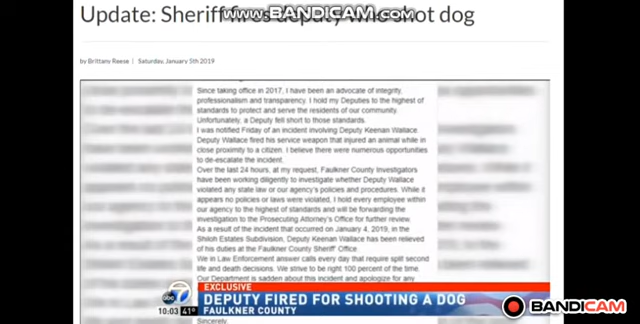 Update: Sheriff fires deputy who shot dog
www.BANDICAM.com
by Brittany Reese | Saturday, January 5th 2019
Since taking office in 2017, I have been an advocate of integrity,
professionalism and transparency. I hold my Deputies to the highest of
standards to protect and serve the residents of our community.
Unfortunately, a Deputy fell short to those standards.
I was notified Friday of an incident involving Deputy Keenan Wallace.
Deputy Wallace fired his service weapon that injured an animal while in
close proximity to a citizen. I believe there were numerous opportunities
to de-escalate the incident.
Over the last 24 hours, at my request, Faulkner County Investigators
have been working diligently to investigate whether Deputy Wallace
violated any state law or our agency's policies and procedures. While it
appears no policies or laws were violated, I hold every employee within
our agency to the highest of standards and will be forwarding the
investigation to the Prosecuting Attorney's Office for further review.
As a result of the incident that occurred on January 4, 2019, in the
Shiloh Estates Subdivision, Deputy Keenan Wallace has been relieved
of his duties at the Faulkner County Sheriff' Office.
We in Law Enforcement answer calls every day that require split second
life and death decisions. We strive to be right 100 percent of the time.
Our Department is sadden about this incident and apologize for any
EXCLUSIVE
abc 7
DEPUTY FIRED FOR SHOOTING A DOG
10:03 41°
FAULKNER COUNTY
Sincerely,
BANDICAM